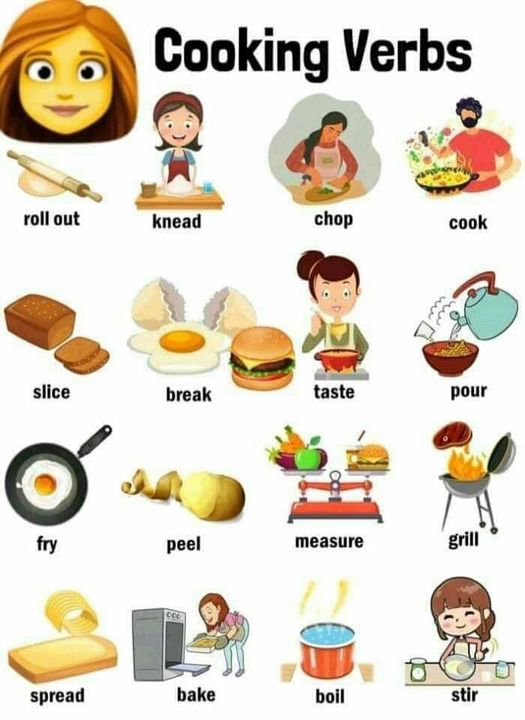 Cooking Verbs
roll out
knead
chop
cook
slice
break
taste
pour
fry
peel
measure
grill
spread
bake
boil
stir